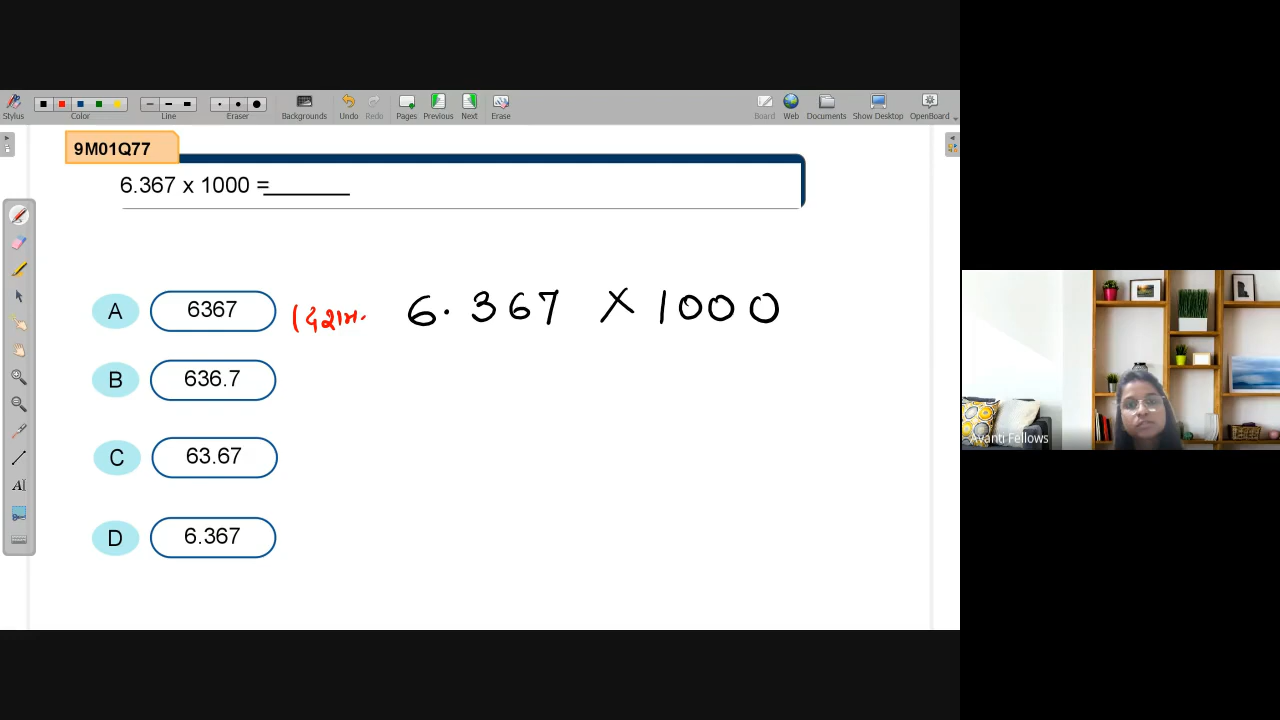 Stylus
Color
Line
Eraser
Backgrounds
Undo
Redo
Pages
Previous
Next
Erase
Board
Web
Documents
Show Desktop
OpenBoard
9M01Q77
6.367 x 1000 =______
A 6367
6.367 × 1000
B 636.7
C 63.67
D 6.367
Avanti Fellows